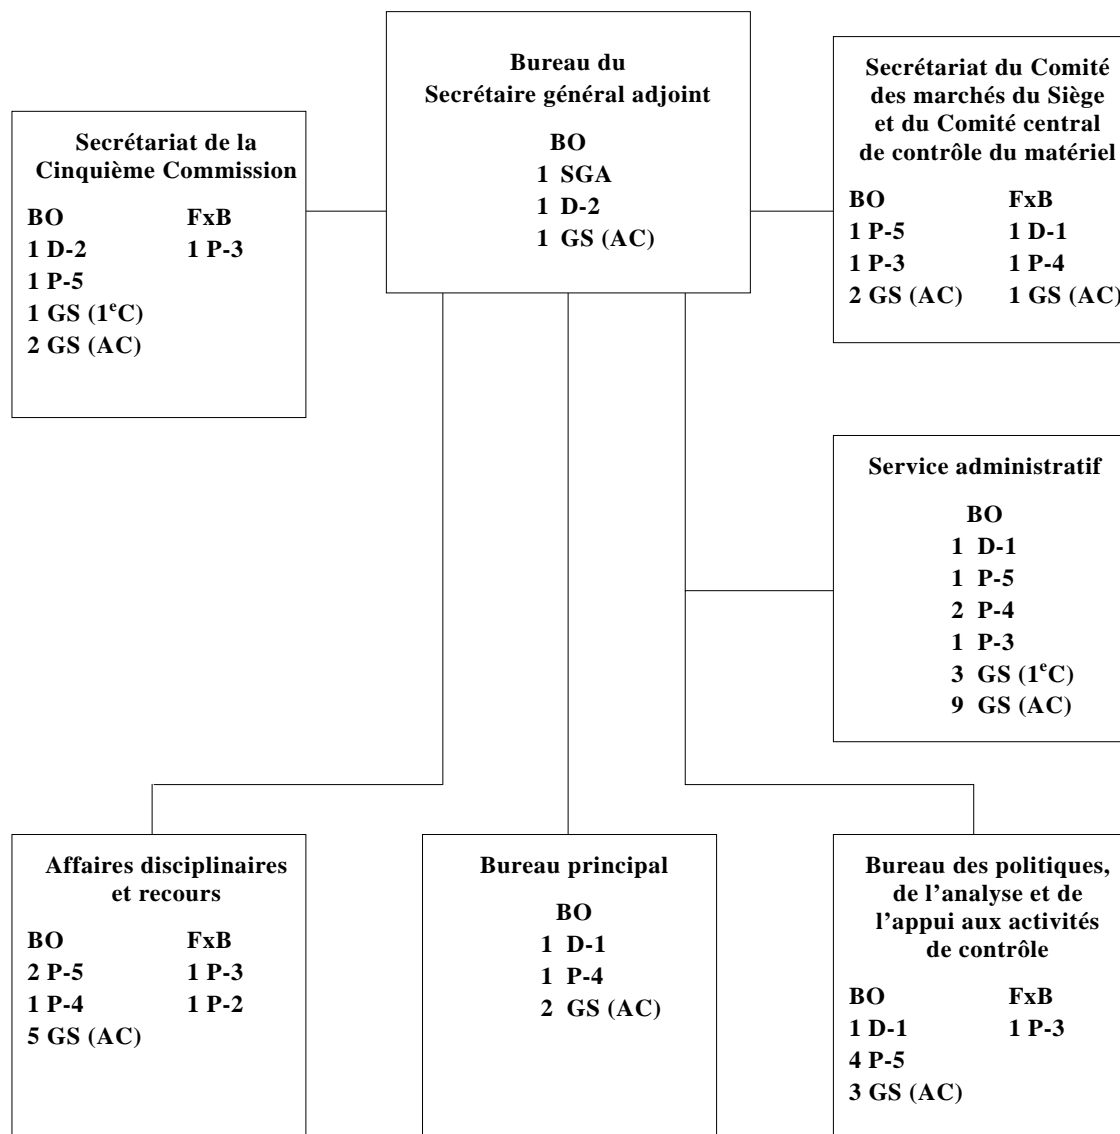 Bureau du
Secrétaire général adjoint
BO
1 SGA
1 D-2
1 GS (AC)
Secrétariat de la
Cinquième Commission
BO FxB
1 D-2 1 P-3
1 P-5
1 GS (1ᵉC)
2 GS (AC)
Secrétariat du Comité
des marchés du Siège
et du Comité central
de contrôle du matériel
BO FxB
1 P-5 1 D-1
1 P-3 1 P-4
2 GS (AC) 1 GS (AC)
Service administratif
BO
1 D-1
1 P-5
2 P-4
1 P-3
3 GS (1ᵉC)
9 GS (AC)
Affaires disciplinaires
et recours
BO FxB
2 P-5 1 P-3
1 P-4 1 P-2
5 GS (AC)
Bureau principal
BO
1 D-1
1 P-4
2 GS (AC)
Bureau des politiques,
de l’analyse et de
l’appui aux activités
de contrôle
BO FxB
1 D-1 1 P-3
4 P-5
3 GS (AC)